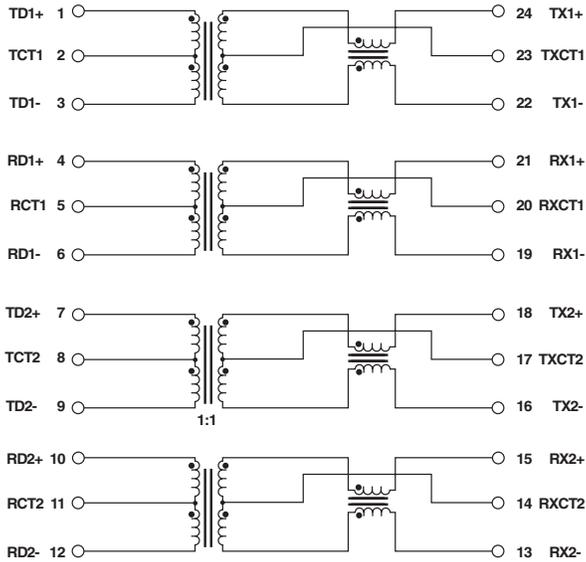 TD1+ 1 24 TX1+
TCT1 2 23 TXCT1
TD1- 3 22 TX1-
RD1+ 4 21 RX1+
RCT1 5 20 RXCT1
RD1- 6 19 RX1-
TD2+ 7 18 TX2+
TCT2 8 17 TXCT2
TD2- 9 16 TX2-
1:1
RD2+ 10 15 RX2+
RCT2 11 14 RXCT2
RD2- 12 13 RX2-